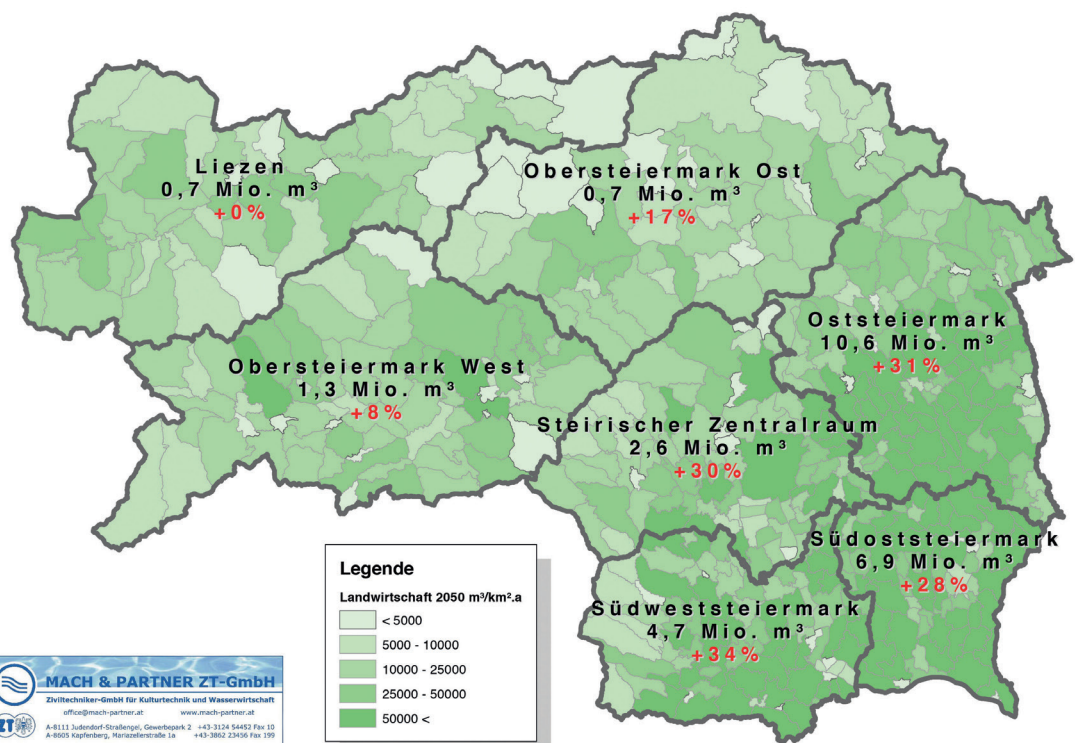 Liezen
0,7 Mio. m³
+0%
Obersteiermark Ost
0,7 Mio. m³
+17%
Oststeiermark
10,6 Mio. m³
+31%
Obersteiermark West
1,3 Mio. m³
+8%
Steirischer Zentralraum
2,6 Mio. m³
+30%
Südoststeiermark
6,9 Mio. m³
+28%
Südweststeiermark
4,7 Mio. m³
+34%
Legende
Landwirtschaft 2050 m³/km².a
< 5000
5000 - 10000
10000 - 25000
25000 - 50000
50000 <
MACH & PARTNER ZT-GmbH
Ziviltechniker-GmbH für Kulturtechnik und Wasserwirtschaft
office@mach-partner.at www.mach-partner.at
ZT
A-8111 Judendorf-Straßengel, Gewerbepark 2 +43-3124 54452 Fax 10
A-8605 Kapfenberg, Mariazellerstraße 1a +43-3862 23456 Fax 199